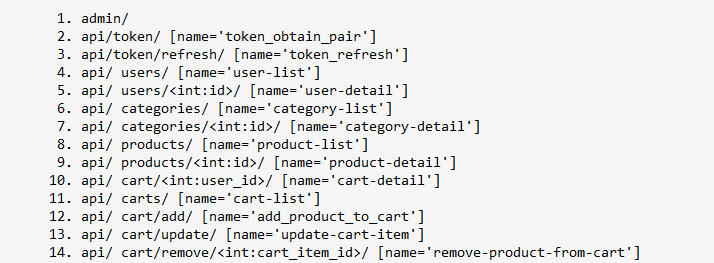 1. admin/
2. api/token/ [name='token_obtain_pair']
3. api/token/refresh/ [name='token_refresh']
4. api/ users/ [name='user-list']
5. api/ users/<int:id>/ [name='user-detail']
6. api/ categories/ [name='category-list']
7. api/ categories/<int:id>/ [name='category-detail']
8. api/ products/ [name='product-list']
9. api/ products/<int:id>/ [name='product-detail']
10. api/ cart/<int:user_id>/ [name='cart-detail']
11. api/ carts/ [name='cart-list']
12. api/ cart/add/ [name='add_product_to_cart']
13. api/ cart/update/ [name='update-cart-item']
14. api/ cart/remove/<int:cart_item_id>/ [name='remove-product-from-cart']